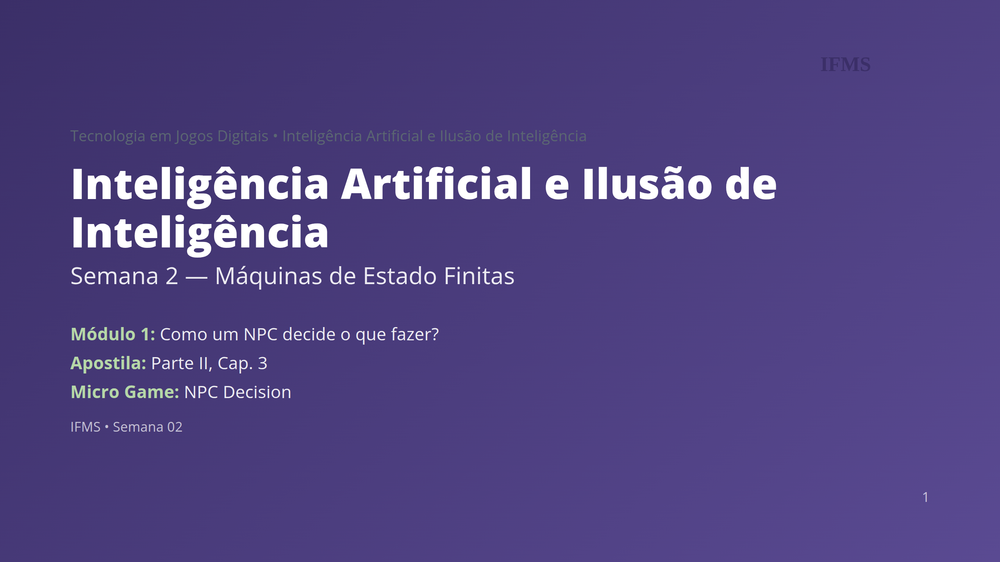 IFMS
Tecnologia em Jogos Digitais • Inteligência Artificial e Ilusão de Inteligência
Inteligência Artificial e Ilusão de
Inteligência
Semana 2 — Máquinas de Estado Finitas
Módulo 1: Como um NPC decide o que fazer?
Apostila: Parte II, Cap. 3
Micro Game: NPC Decision
IFMS • Semana 02
1